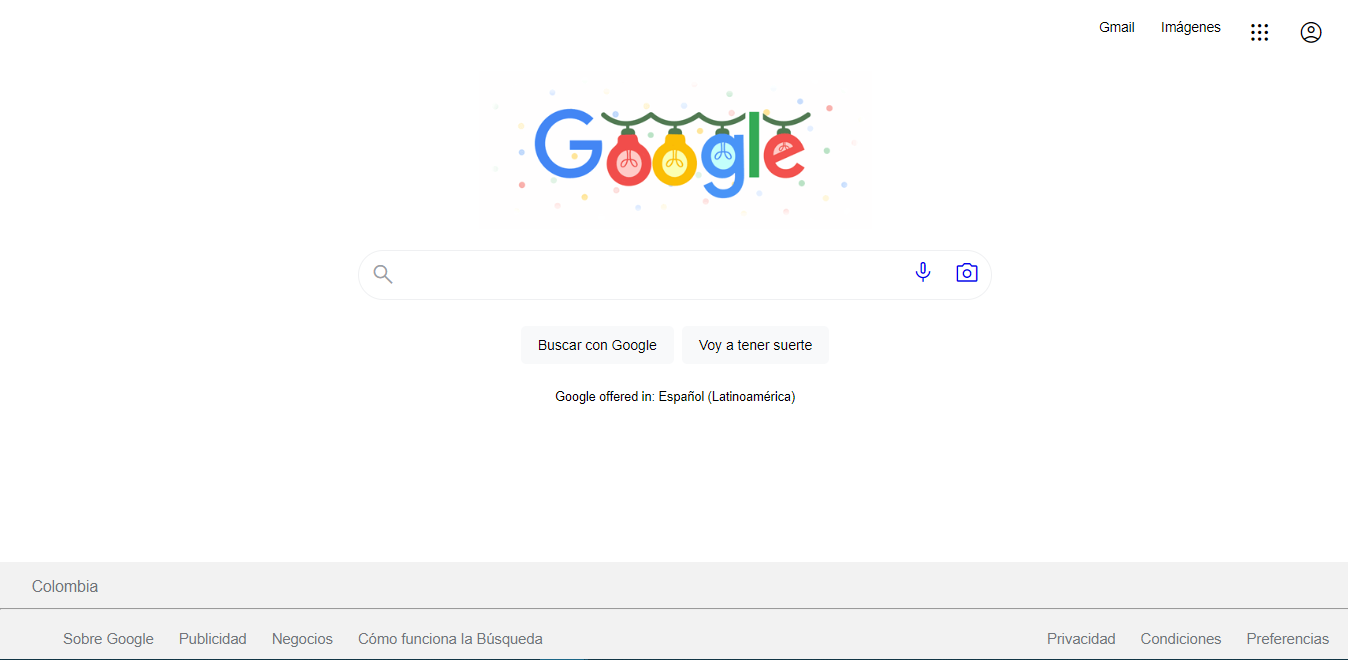 Gmail Imágenes
Google
Buscar con Google Voy a tener suerte
Google offered in: Español (Latinoamérica)
Colombia
Sobre Google Publicidad Negocios Cómo funciona la Búsqueda Privacidad Condiciones Preferencias